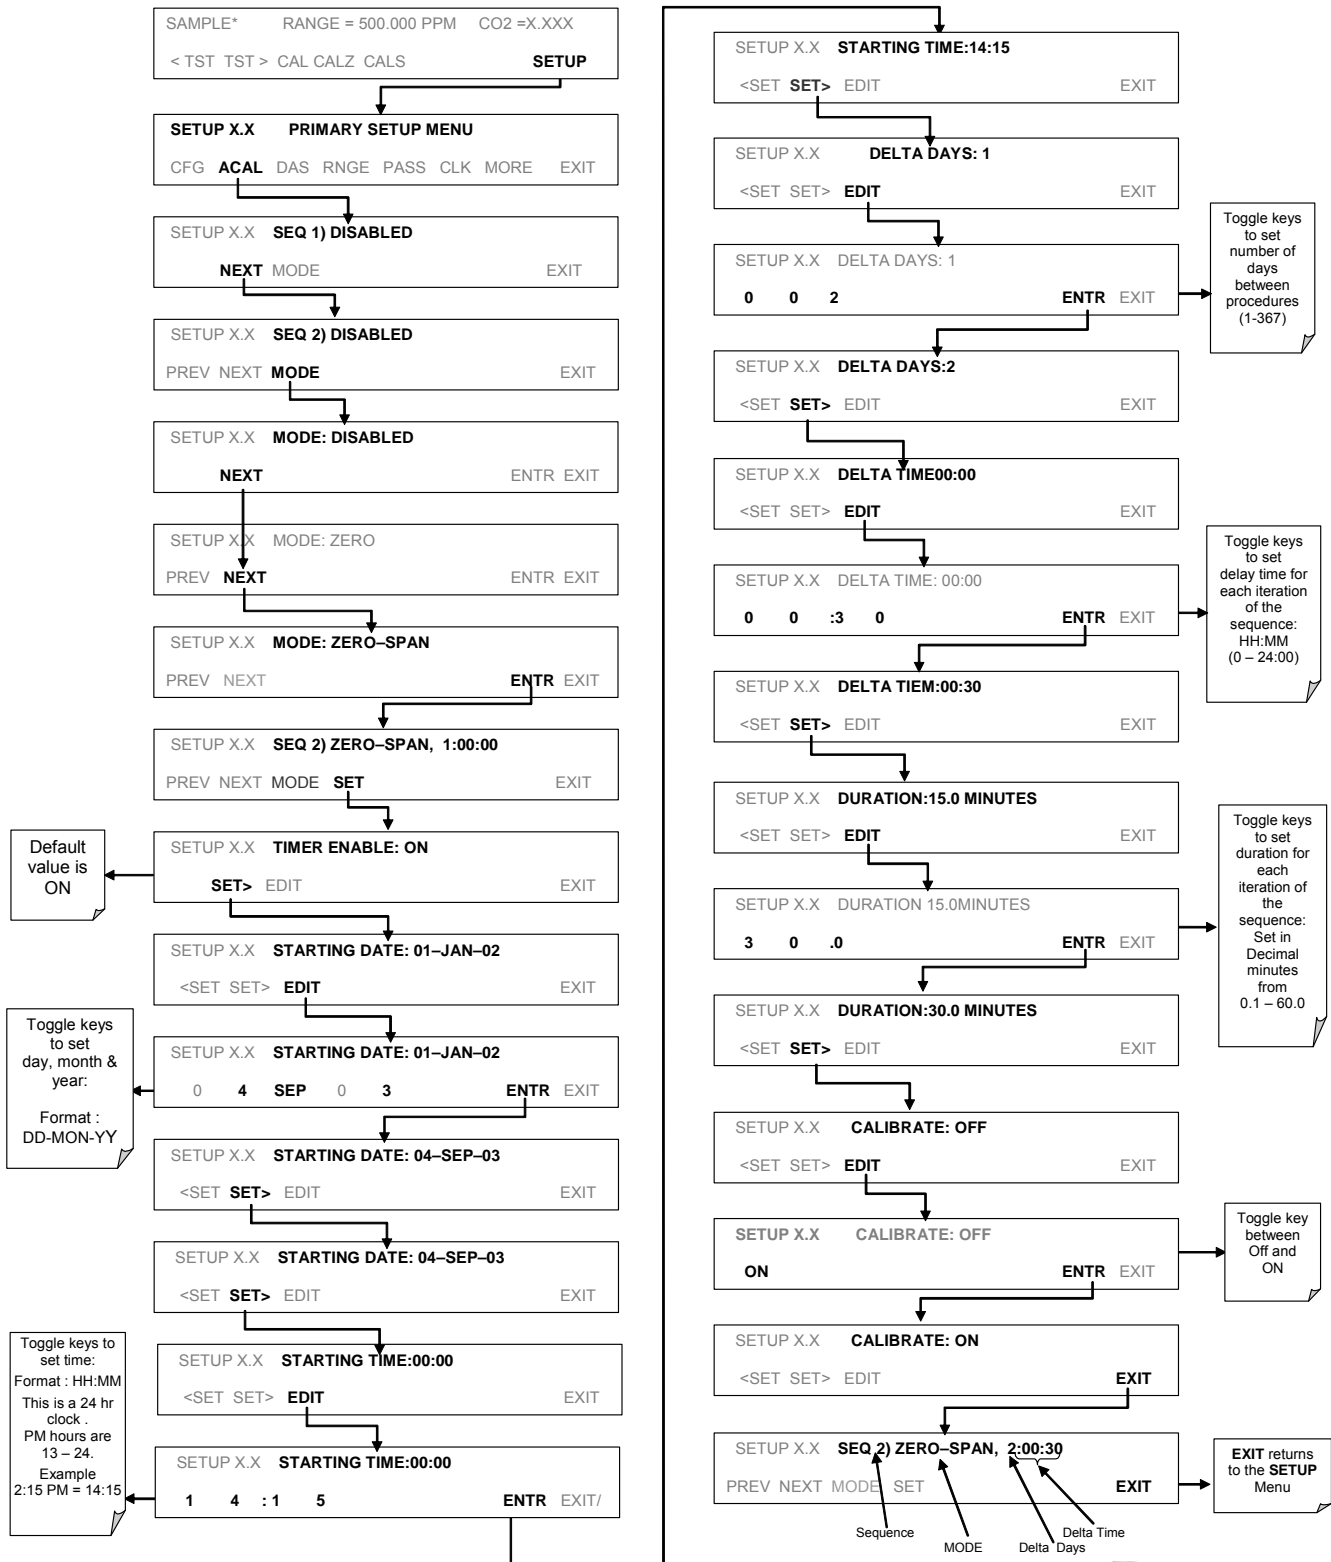 SAMPLE* RANGE = 500.000 PPM CO2 =X.XXX
< TST TST > CAL CALZ CALS SETUP
SETUP X.X PRIMARY SETUP MENU
CFG ACAL DAS RNGE PASS CLK MORE EXIT
SETUP X.X SEQ 1) DISABLED
NEXT MODE EXIT
SETUP X.X SEQ 2) DISABLED
PREV NEXT MODE EXIT
SETUP X.X MODE: DISABLED
NEXT ENTR EXIT
SETUP X.X MODE: ZERO
PREV NEXT ENTR EXIT
SETUP X.X MODE: ZERO–SPAN
PREV NEXT ENTR EXIT
SETUP X.X SEQ 2) ZERO–SPAN, 1:00:00
PREV NEXT MODE SET EXIT
Default
value is
ON
SETUP X.X TIMER ENABLE: ON
SET> EDIT EXIT
SETUP X.X STARTING DATE: 01–JAN–02
<SET SET> EDIT EXIT
Toggle keys
to set
day, month &
year:
Format :
DD-MON-YY
SETUP X.X STARTING DATE: 01–JAN–02
0 4 SEP 0 3 ENTR EXIT
SETUP X.X STARTING DATE: 04–SEP–03
<SET SET> EDIT EXIT
SETUP X.X STARTING DATE: 04–SEP–03
<SET SET> EDIT EXIT
Toggle keys to
set time:
Format : HH:MM
This is a 24 hr
clock .
PM hours are
13 – 24.
Example
2:15 PM = 14:15
SETUP X.X STARTING TIME:00:00
<SET SET> EDIT EXIT
SETUP X.X STARTING TIME:00:00
1 4 :1 5 ENTR EXIT/
SETUP X.X STARTING TIME:14:15
<SET SET> EDIT EXIT
SETUP X.X DELTA DAYS: 1
<SET SET> EDIT EXIT
SETUP X.X DELTA DAYS: 1
0 0 2 ENTR EXIT
Toggle keys
to set
number of
days
between
procedures
(1-367)
SETUP X.X DELTA DAYS:2
<SET SET> EDIT EXIT
SETUP X.X DELTA TIME00:00
<SET SET> EDIT EXIT
SETUP X.X DELTA TIME: 00:00
0 0 :3 0 ENTR EXIT
Toggle keys
to set
delay time for
each iteration
of the
sequence:
HH:MM
(0 – 24:00)
SETUP X.X DELTA TIEM:00:30
<SET SET> EDIT EXIT
SETUP X.X DURATION:15.0 MINUTES
<SET SET> EDIT EXIT
SETUP X.X DURATION 15.0MINUTES
3 0 .0 ENTR EXIT
Toggle keys
to set
duration for
each
iteration of
the
sequence:
Set in
Decimal
minutes
from
0.1 – 60.0
SETUP X.X DURATION:30.0 MINUTES
<SET SET> EDIT EXIT
SETUP X.X CALIBRATE: OFF
<SET SET> EDIT EXIT
SETUP X.X CALIBRATE: OFF
ON ENTR EXIT
Toggle key
between
Off and
ON
SETUP X.X CALIBRATE: ON
<SET SET> EDIT EXIT
SETUP X.X SEQ 2) ZERO–SPAN, 2:00:30
PREV NEXT MODE SET EXIT
EXIT returns
to the SETUP
Menu
Sequence
MODE
Delta Days
Delta Time